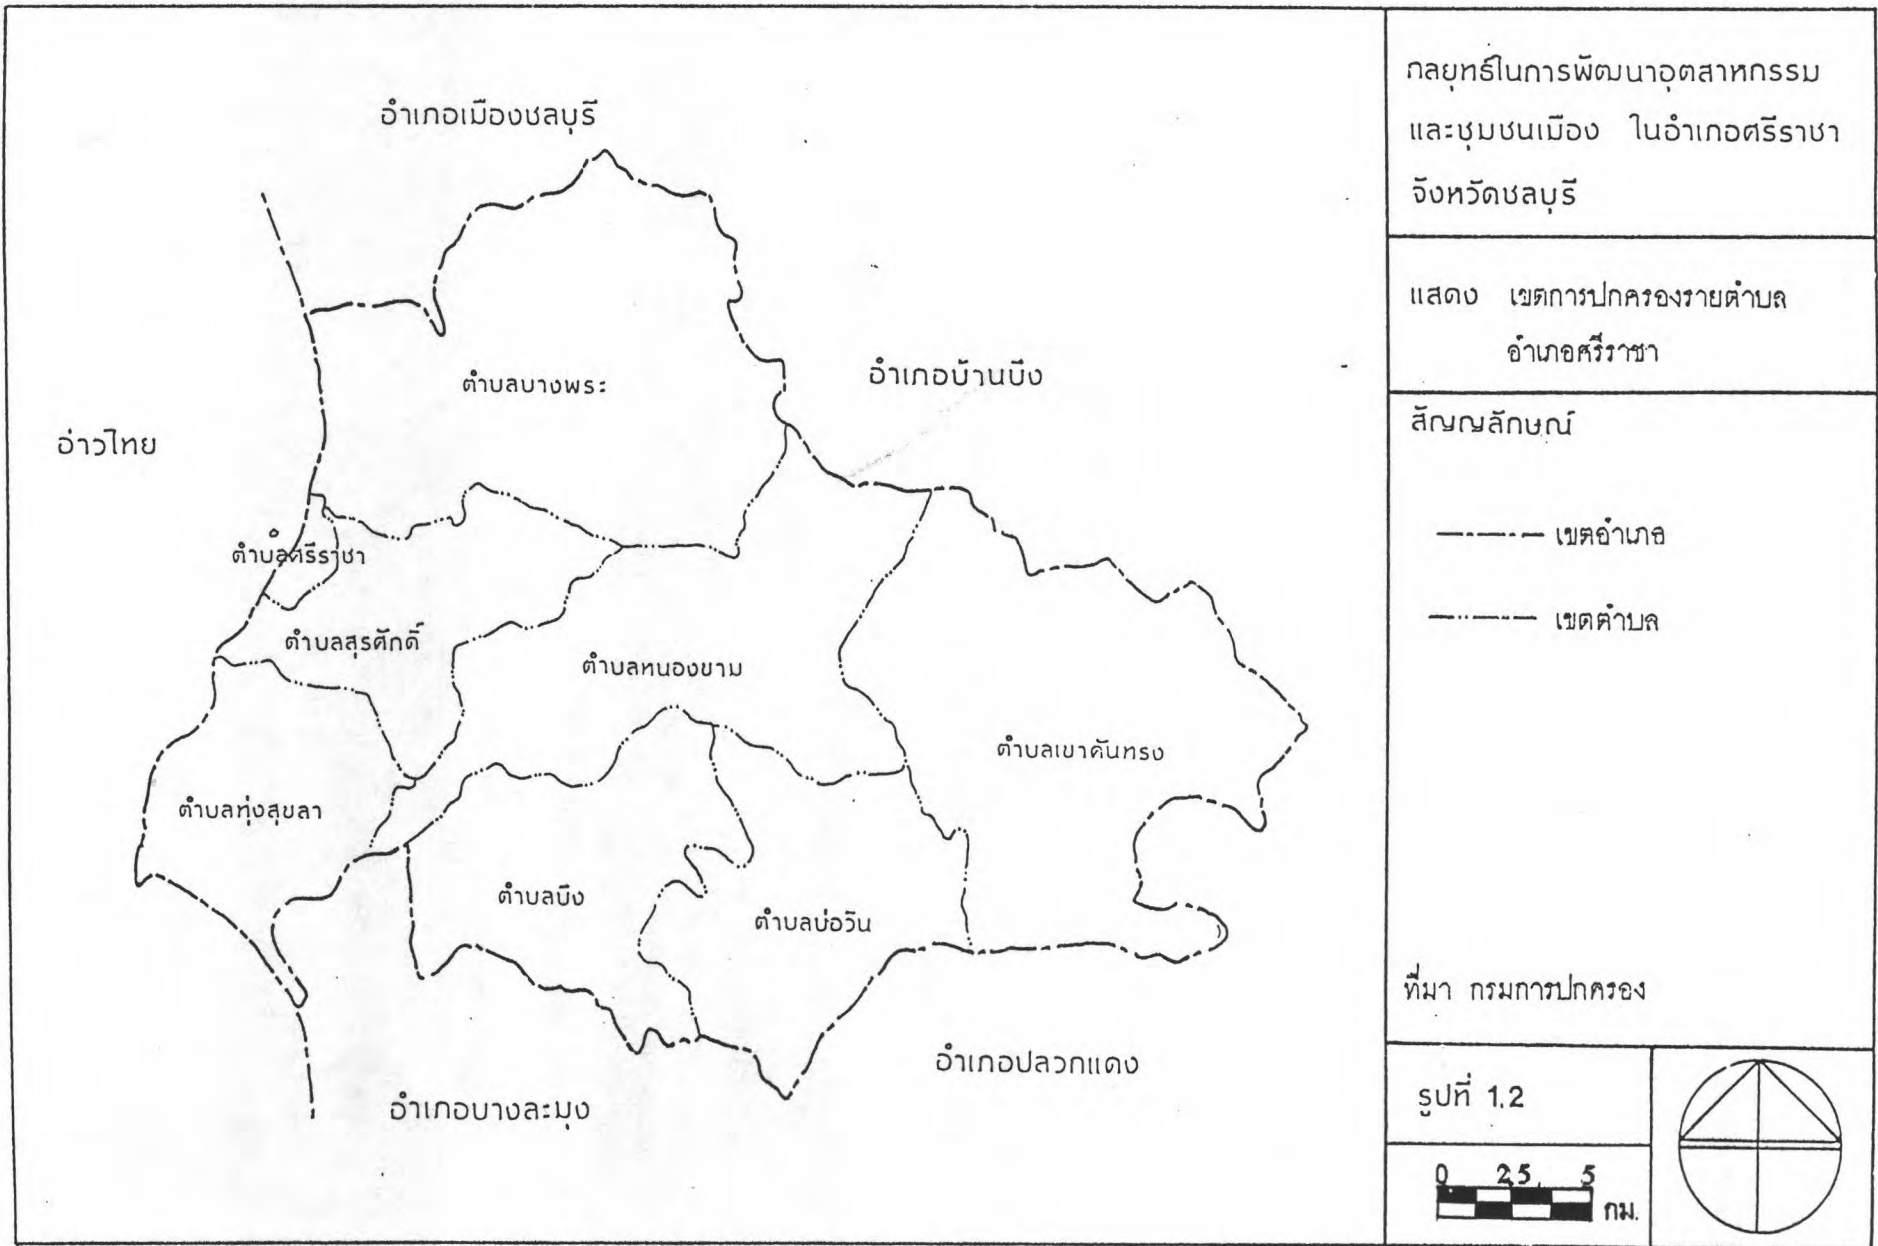 อำเภอเมืองชลบุรี
ตำบลบางพระ
อำเภอบ้านบึง
อ่าวไทย
ตำบลศรีราชา
ตำบลสุรศักดิ์
ตำบลหนองขาม
ตำบลเขาคันทรง
ตำบลทุ่งสุขลา
ตำบลบึง
ตำบลบ่อวิน
อำเภอปลวกแดง
อำเภอบางละมุง
กลยุทธ์ในการพัฒนาอุตสาหกรรม
และชุมชนเมือง ในอำเภอศรีราชา
จังหวัดชลบุรี
แสดง เขตการปกครองรายตำบล
อำเภอศรีราชา
สัญญลักษณ์
เขตอำเภอ
เขตตำบล
ที่มา กรมการปกครอง
รูปที่ 1.2
0 2.5 5
กม.